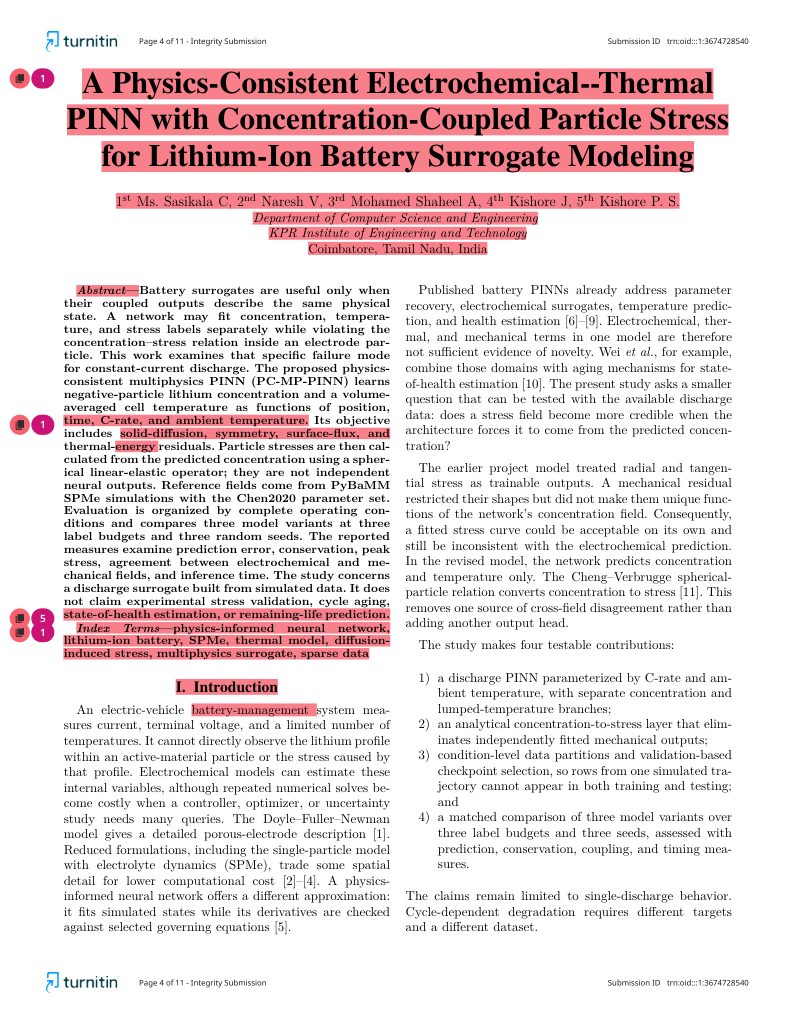 turnitin
Page 4 of 11 - Integrity Submission
Submission ID trn:oid:::1:3674728540
1
A Physics-Consistent Electrochemical--Thermal
PINN with Concentration-Coupled Particle Stress
for Lithium-Ion Battery Surrogate Modeling
1st Ms. Sasikala C, 2nd Naresh V, 3rd Mohamed Shaheel A, 4th Kishore J, 5th Kishore P. S.
Department of Computer Science and Engineering
KPR Institute of Engineering and Technology
Coimbatore, Tamil Nadu, India
Abstract—Battery surrogates are useful only when
their coupled outputs describe the same physical
state. A network may fit concentration, tempera-
ture, and stress labels separately while violating the
concentration–stress relation inside an electrode par-
ticle. This work examines that specific failure mode
for constant-current discharge. The proposed physics-
consistent multiphysics PINN (PC-MP-PINN) learns
negative-particle lithium concentration and a volume-
averaged cell temperature as functions of position,
1
time, C-rate, and ambient temperature. Its objective
includes solid-diffusion, symmetry, surface-flux, and
thermal-energy residuals. Particle stresses are then cal-
culated from the predicted concentration using a spher-
ical linear-elastic operator; they are not independent
neural outputs. Reference fields come from PyBaMM
SPMe simulations with the Chen2020 parameter set.
Evaluation is organized by complete operating con-
ditions and compares three model variants at three
label budgets and three random seeds. The reported
measures examine prediction error, conservation, peak
stress, agreement between electrochemical and me-
chanical fields, and inference time. The study concerns
a discharge surrogate built from simulated data. It does
not claim experimental stress validation, cycle aging,
5
state-of-health estimation, or remaining-life prediction.
1
Index Terms—physics-informed neural network,
lithium-ion battery, SPMe, thermal model, diffusion-
induced stress, multiphysics surrogate, sparse data
I. Introduction
An electric-vehicle battery-management system mea-
sures current, terminal voltage, and a limited number of
temperatures. It cannot directly observe the lithium profile
within an active-material particle or the stress caused by
that profile. Electrochemical models can estimate these
internal variables, although repeated numerical solves be-
come costly when a controller, optimizer, or uncertainty
study needs many queries. The Doyle–Fuller–Newman
model gives a detailed porous-electrode description [1].
Reduced formulations, including the single-particle model
with electrolyte dynamics (SPMe), trade some spatial
detail for lower computational cost [2]–[4]. A physics-
informed neural network offers a different approximation:
it fits simulated states while its derivatives are checked
against selected governing equations [5].
Published battery PINNs already address parameter
recovery, electrochemical surrogates, temperature predic-
tion, and health estimation [6]–[9]. Electrochemical, ther-
mal, and mechanical terms in one model are therefore
not sufficient evidence of novelty. Wei et al., for example,
combine those domains with aging mechanisms for state-
of-health estimation [10]. The present study asks a smaller
question that can be tested with the available discharge
data: does a stress field become more credible when the
architecture forces it to come from the predicted concen-
tration?
The earlier project model treated radial and tangen-
tial stress as trainable outputs. A mechanical residual
restricted their shapes but did not make them unique func-
tions of the network's concentration field. Consequently,
a fitted stress curve could be acceptable on its own and
still be inconsistent with the electrochemical prediction.
In the revised model, the network predicts concentration
and temperature only. The Cheng–Verbrugge spherical-
particle relation converts concentration to stress [11]. This
removes one source of cross-field disagreement rather than
adding another output head.
The study makes four testable contributions:
1) a discharge PINN parameterized by C-rate and am-
bient temperature, with separate concentration and
lumped-temperature branches;
2) an analytical concentration-to-stress layer that elim-
inates independently fitted mechanical outputs;
3) condition-level data partitions and validation-based
checkpoint selection, so rows from one simulated tra-
jectory cannot appear in both training and testing;
and
4) a matched comparison of three model variants over
three label budgets and three seeds, assessed with
prediction, conservation, coupling, and timing mea-
sures.
The claims remain limited to single-discharge behavior.
Cycle-dependent degradation requires different targets
and a different dataset.
turnitin
Page 4 of 11 - Integrity Submission
Submission ID trn:oid:::1:3674728540